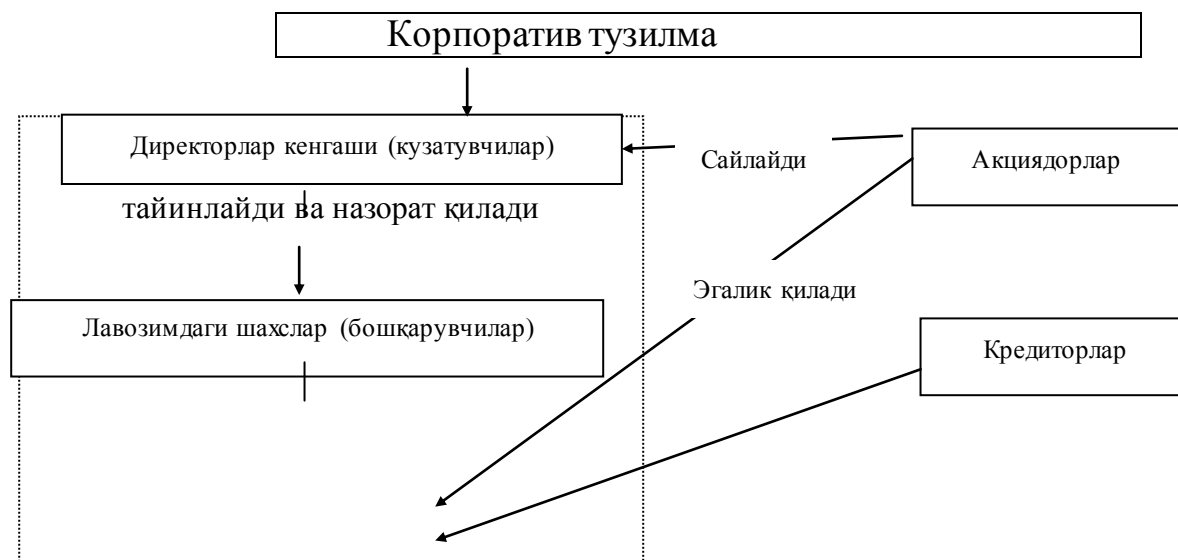 Корпоратив тузилма
Директорлар кенгаши (кузатувчилар)
Сайлайди
Акциядорлар
тайинлайди ва назорат қилади
Эгалик қилади
Лавозимдаги шахслар (бошқарувчилар)
Кредиторлар